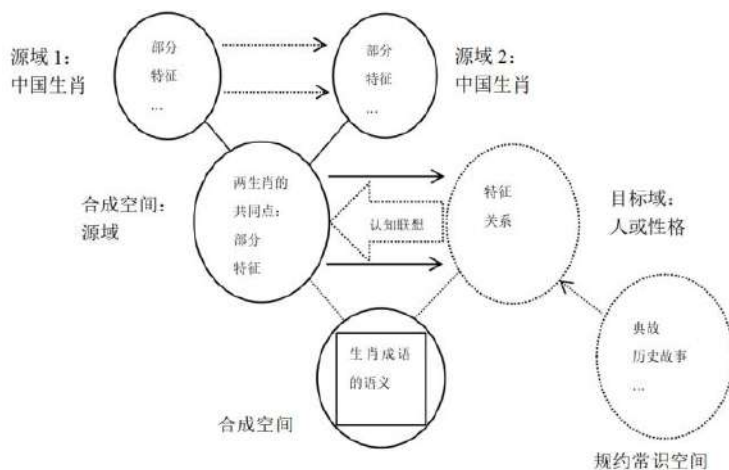 源域 1：
中国生肖
部分
特征
...
部分
特征
...
源域 2：
中国生肖
合成空间：
源域
两生肖的
共同点：
部分
特征
认知联想
特征
关系
目标域：
人或性格
生肖成语
的语义
合成空间
典故
历史故事
...
规约常识空间